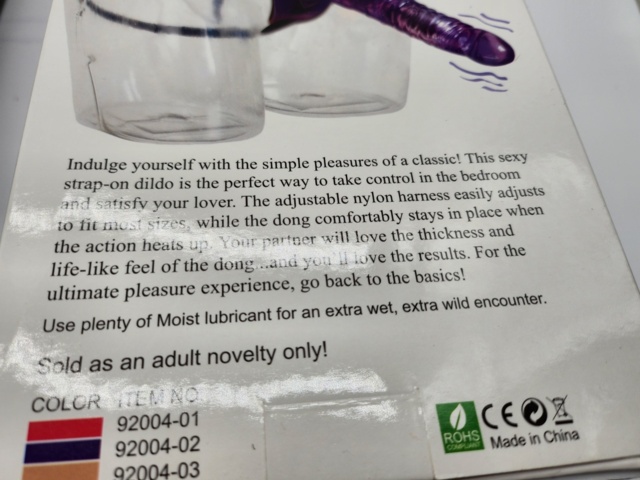 Indulge yourself with the simple pleasures of a classic! This sexy
strap-on dildo is the perfect way to take control in the bedroom
and satisfy your lover. The adjustable nylon harness easily adjusts
to fit most sizes, while the dong comfortably stays in place when
the action heats up. Your partner will love the thickness and
life-like feel of the dong...and you'll love the results. For the
ultimate pleasure experience, go back to the basics!
Use plenty of Moist lubricant for an extra wet, extra wild encounter.
Sold as an adult novelty only!
COLOR ITEM NO
92004-01
92004-02
92004-03
ROHS
COMPLIANT
CE
Made in China